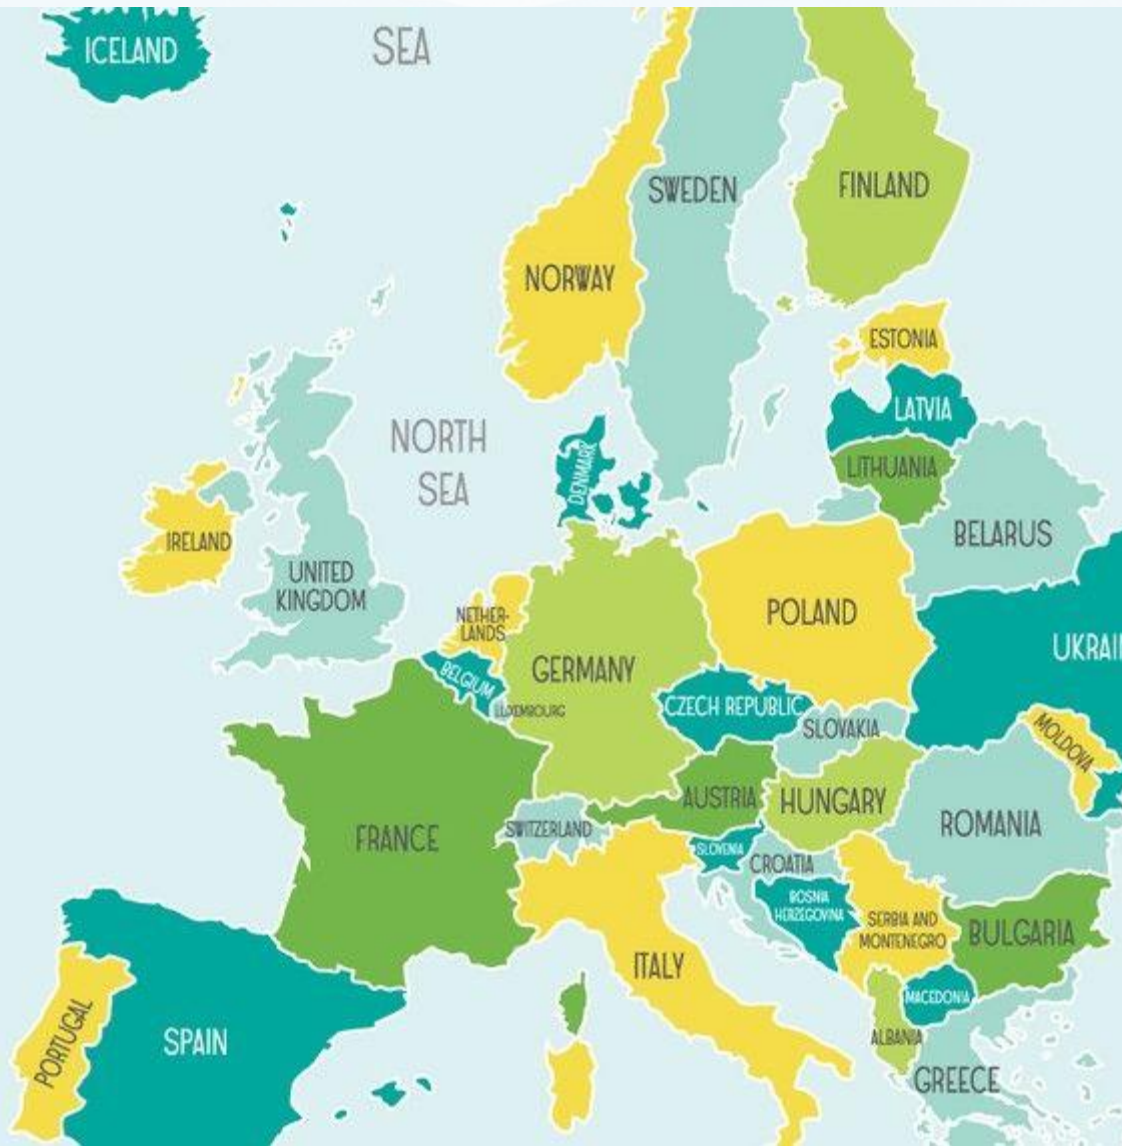 ICELAND
SEA
SWEDEN
FINLAND
NORWAY
ESTONIA
LATVIA
NORTH
SEA
DENMARK
LITHUANIA
BELARUS
IRELAND
UNITED
KINGDOM
NETHER-
LANDS
POLAND
UKRAI
GERMANY
BELGIUM
LUXEMBOURG
CZECH REPUBLIC
SLOVAKIA
MOLDOVA
AUSTRIA
HUNGARY
FRANCE
SWITZERLAND
ROMANIA
SLOVENIA
CROATIA
BOSNIA
HERZEGOVINA
SERBIA AND
MONTENEGRO
BULGARIA
ITALY
MACEDONIA
PORTUGAL
SPAIN
ALBANIA
GREECE